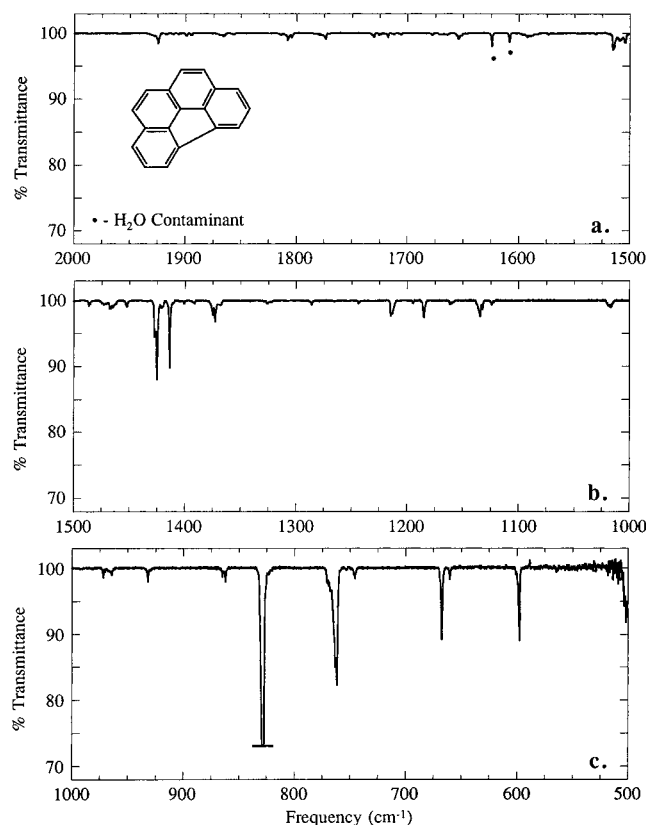 100
90
80
70
% Transmittance
• - H₂O Contaminant
a.
2000 1900 1800 1700 1600 1500
100
90
80
70
% Transmittance
b.
1500 1400 1300 1200 1100 1000
100
90
80
70
% Transmittance
c.
1000 900 800 700 600 500
Frequency (cm⁻¹)